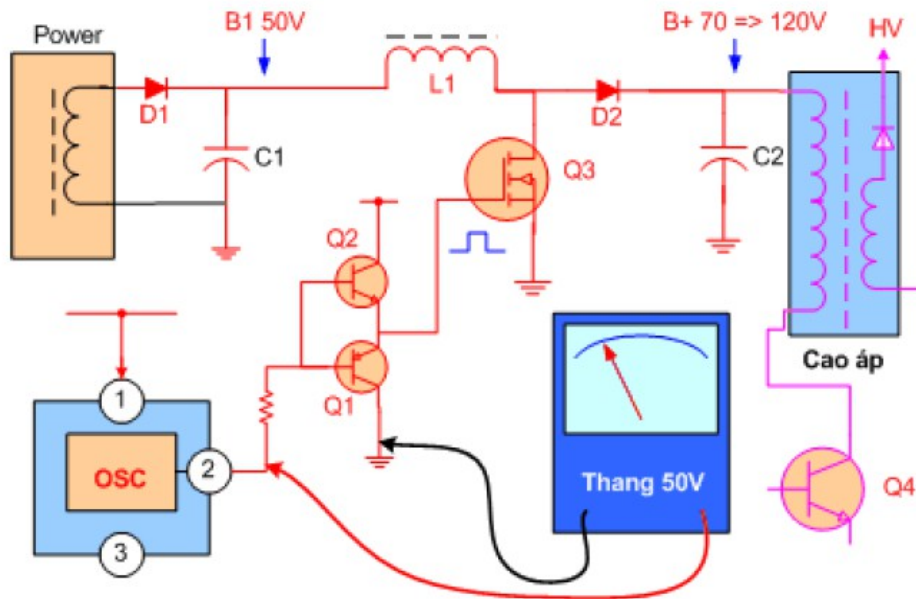 Power
B1 50V
B+ 70 => 120V
HV
D1
L1
D2
C1
C2
Q3
Q2
Q1
Cao áp
1
OSC
2
3
Thang 50V
Q4